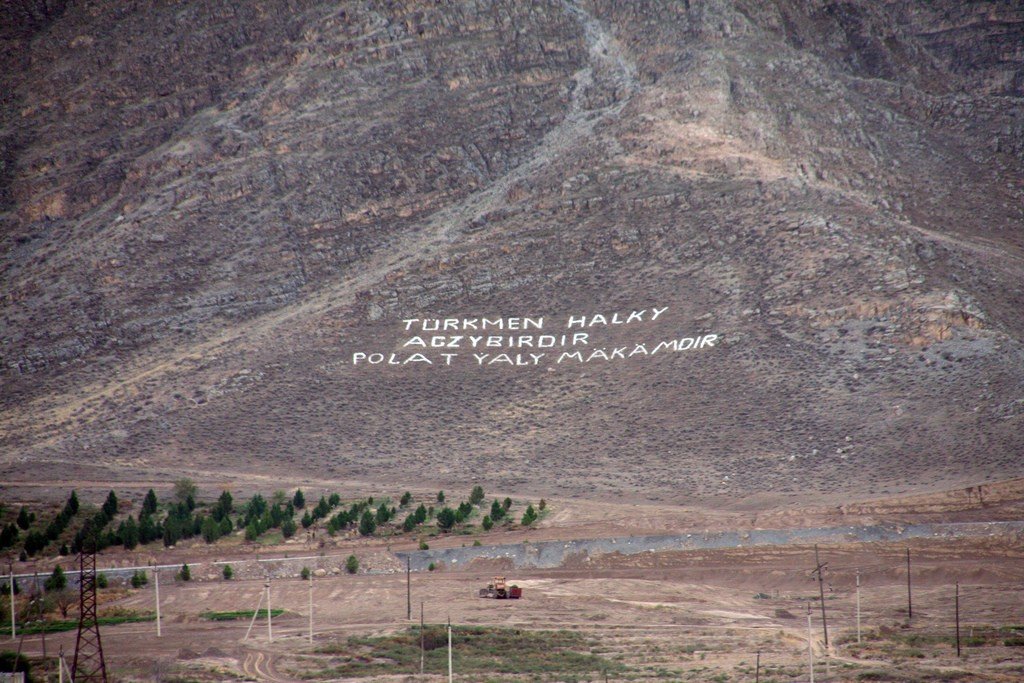 TÜRKMEN HALKY
AGZYBIRDIR
POLAT YALY MÄKÄMDIR